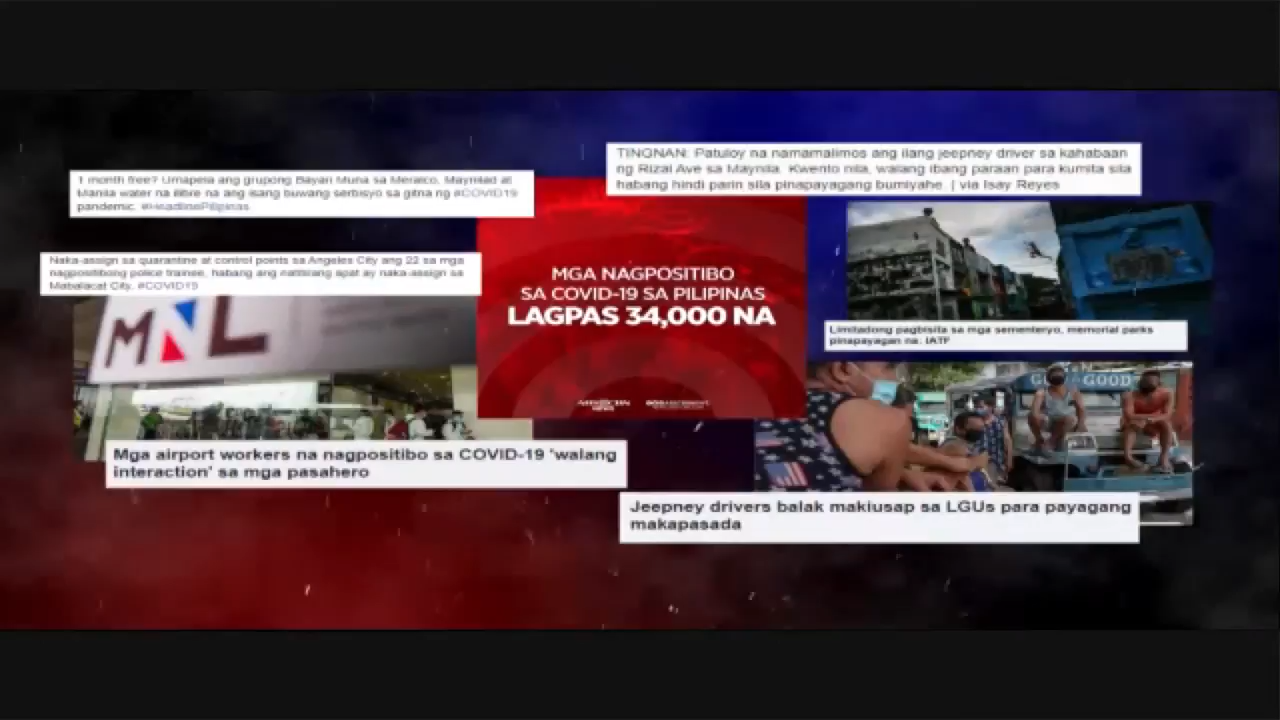 1 month free? Umapela ang grupong Bayan Muna sa Meralco, Maynilad at
Manila water na ilibre na ang isang buwang serbisyo sa gitna ng #COVID19
pandemic. #HeadlinePilipinas
Naka-assign sa quarantine at control points sa Angeles City ang 22 sa mga
nagpositibong police trainee, habang ang natitirang apat ay naka-assign sa
Mabalacat City. #COVID19
MNL
Mga airport workers na nagpositibo sa COVID-19 'walang
interaction' sa mga pasahero
MGA NAGPOSITIBO
SA COVID-19 SA PILIPINAS
LAGPAS 34,000 NA
ABS-CBN
NEWS
TINGNAN: Patuloy na namamalimos ang ilang jeepney driver sa kahabaan
ng Rizal Ave sa Maynila. Kwento nila, walang ibang paraan para kumita sila
habang hindi parin sila pinapayagang bumiyahe. | via Isay Reyes
Limitadong pagbisita sa mga sementeryo, memorial parks
pinapayagan na: IATF
GOOD
Jeepney drivers balak makiusap sa LGUs para payagang
makapasada